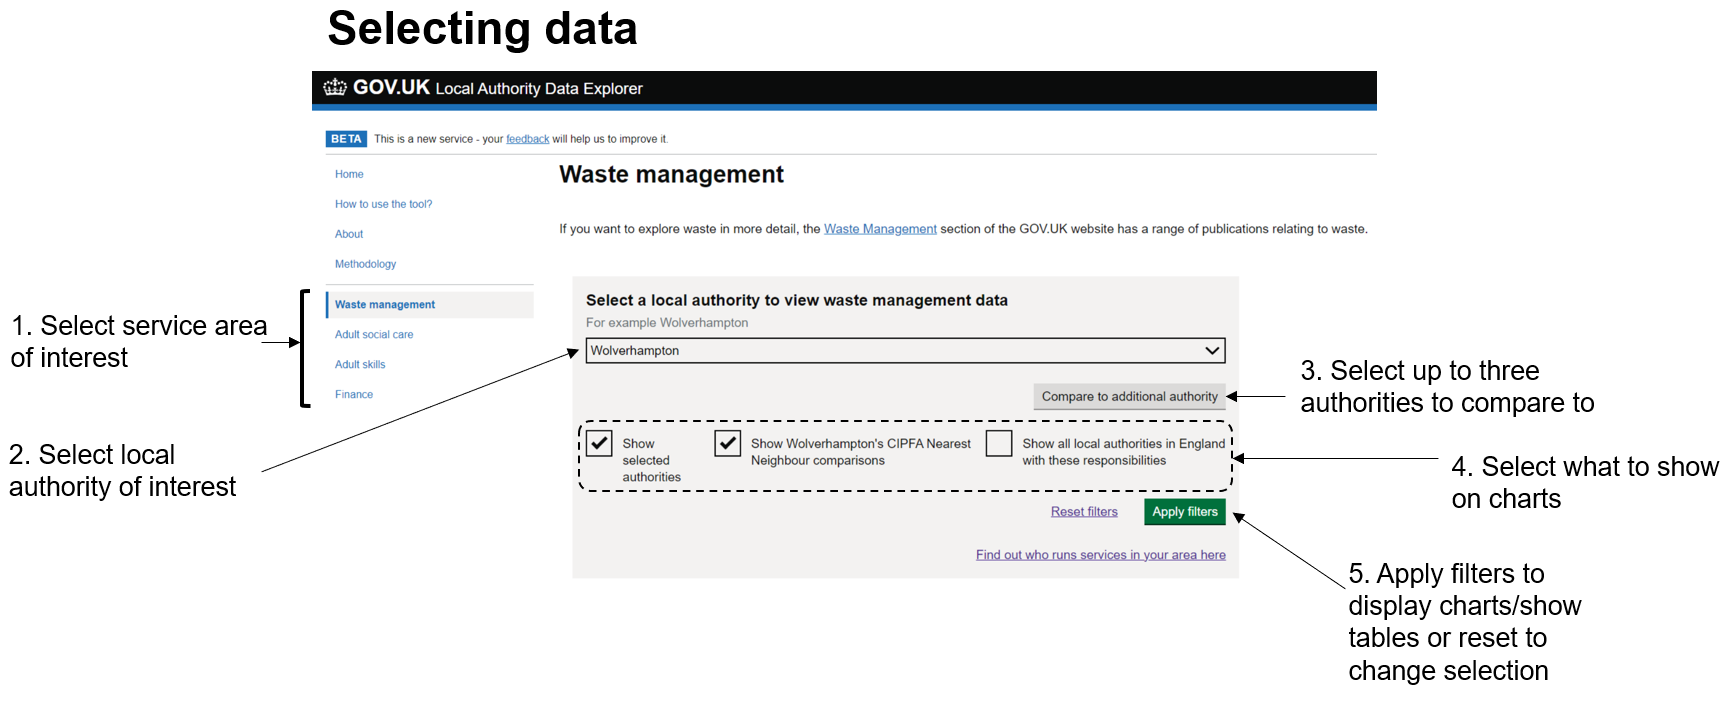 Selecting data
GOV.UK Local Authority Data Explorer
BETA This is a new service - your feedback will help us to improve it.
Home
How to use the tool?
About
Methodology
Waste management
Adult social care
Adult skills
Finance
Waste management
If you want to explore waste in more detail, the Waste Management section of the GOV.UK website has a range of publications relating to waste.
Select a local authority to view waste management data
For example Wolverhampton
Wolverhampton
Compare to additional authority
Show
selected
authorities
Show Wolverhampton's CIPFA Nearest
Neighbour comparisons
Show all local authorities in England
with these responsibilities
Reset filters
Apply filters
Find out who runs services in your area here
1. Select service area
of interest
2. Select local
authority of interest
3. Select up to three
authorities to compare to
4. Select what to show
on charts
5. Apply filters to
display charts/show
tables or reset to
change selection